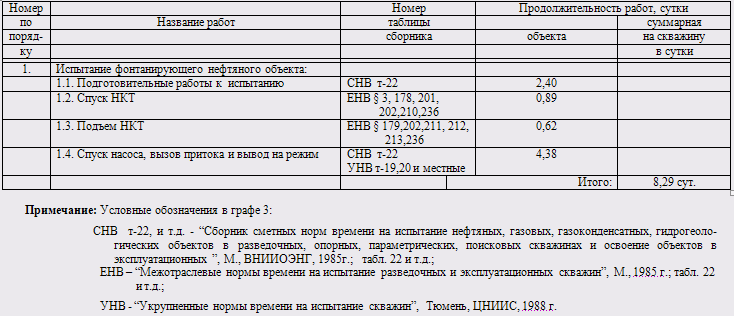 Номер Номер Продолжительность работ, сутки
по Название работ таблицы суммарная
поряд- сборника объекта на скважину
ку в сутки
1. Испытание фонтанирующего нефтяного объекта:
1.1. Подготовительные работы к испытанию СНВ т-22 2,40
1.2. Спуск НКТ ЕНВ § 3, 178, 201, 0,89
202,210,236
1.3. Подъем НКТ ЕНВ § 179,202,211, 212, 0,62
213,236
1.4. Спуск насоса, вызов притока и вывод на режим СНВ т-22 4,38
УНВ т-19,20 и местные
Итого: 8,29 сут.
Примечание: Условные обозначения в графе 3:
СНВ т-22, и т.д. - “Сборник сметных норм времени на испытание нефтяных, газовых, газоконденсатных, гидрогеоло-
гических объектов в разведочных, опорных, параметрических, поисковых скважинах и освоение объектов в
эксплуатационных ”, М., ВНИИОЭНГ, 1985г.; табл. 22 и т.д.;
ЕНВ – “Межотраслевые нормы времени на испытание разведочных и эксплуатационных скважин”, М., 1985 г.; табл. 22
и т.д.;
УНВ - “Укрупненные нормы времени на испытание скважин”, Тюмень, ЦНИИС, 1988 г.